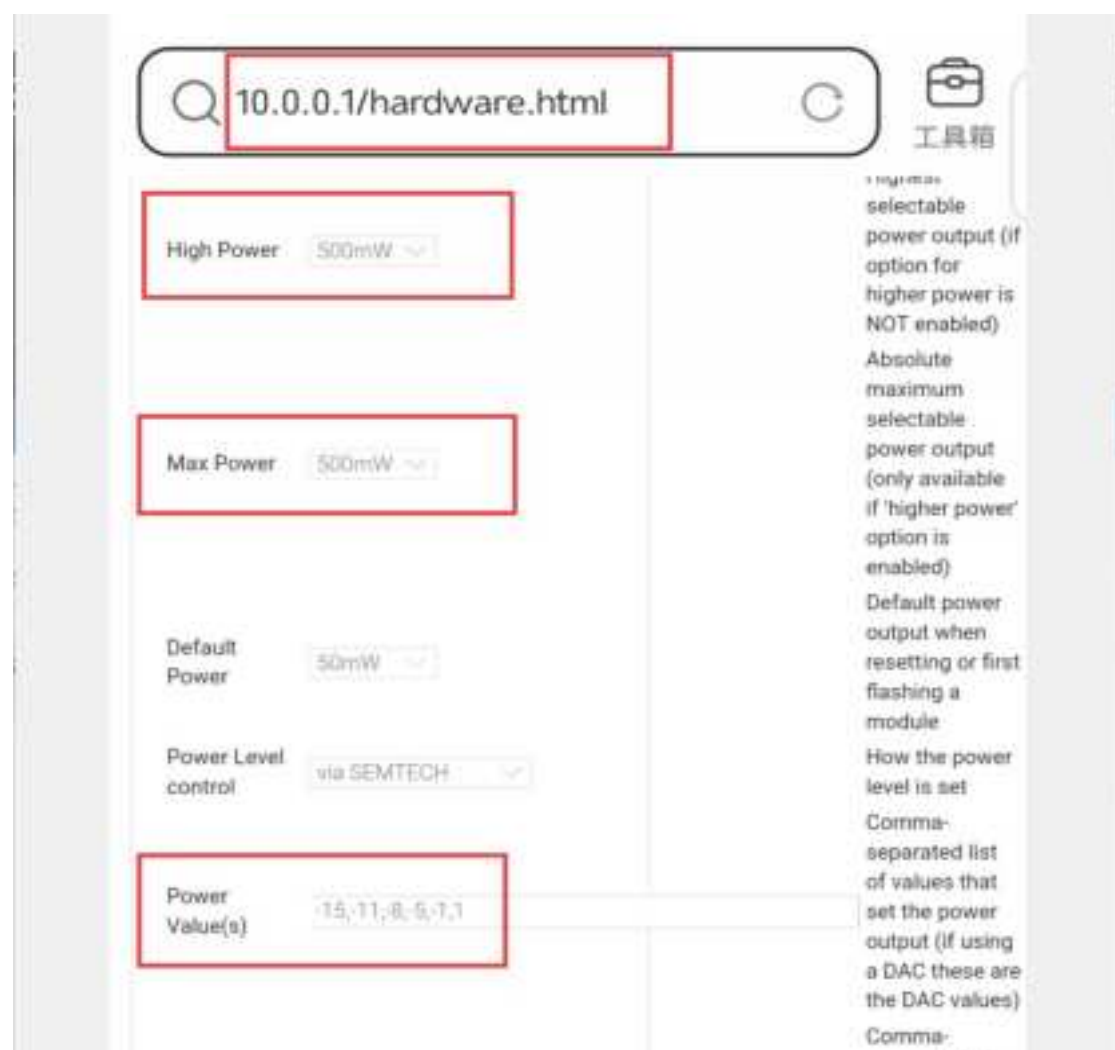 10.0.0.1/hardware.html
工具箱
Highest
selectable
power output (if
option for
higher power is
NOT enabled)
High Power
500mW
Absolute
maximum
selectable
power output
(only available
if 'higher power'
option is
enabled)
Max Power
500mW
Default power
output when
resetting or first
flashing a
module
Default
Power
50mW
How the power
level is set
Power Level
control
via SEMTECH
Comma-
separated list
of values that
set the power
output (if using
a DAC these are
the DAC values)
Power
Value(s)
-15,-11,-8,-5,-1,1
Comma-